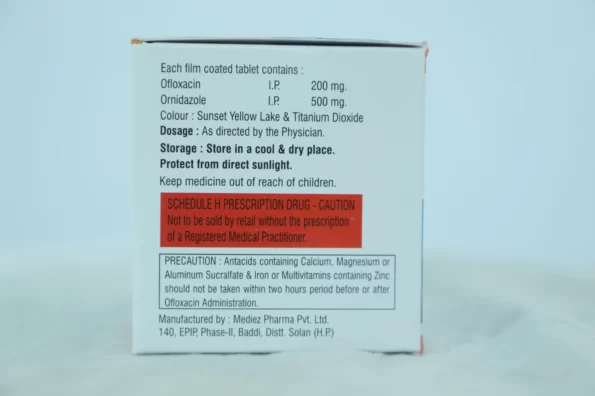 Each film coated tablet contains :
Ofloxacin I.P. 200 mg.
Ornidazole I.P. 500 mg.
Colour : Sunset Yellow Lake & Titanium Dioxide
Dosage : As directed by the Physician.
Storage : Store in a cool & dry place.
Protect from direct sunlight.
Keep medicine out of reach of children.
SCHEDULE H PRESCRIPTION DRUG - CAUTION
Not to be sold by retail without the prescription
of a Registered Medical Practitioner.
PRECAUTION : Antacids containing Calcium, Magnesium or
Aluminum Sucralfate & Iron or Multivitamins containing Zinc
should not be taken within two hours period before or after
Ofloxacin Administration.
Manufactured by : Mediez Pharma Pvt. Ltd.
140, EPIP, Phase-II, Baddi, Distt. Solan (H.P.)